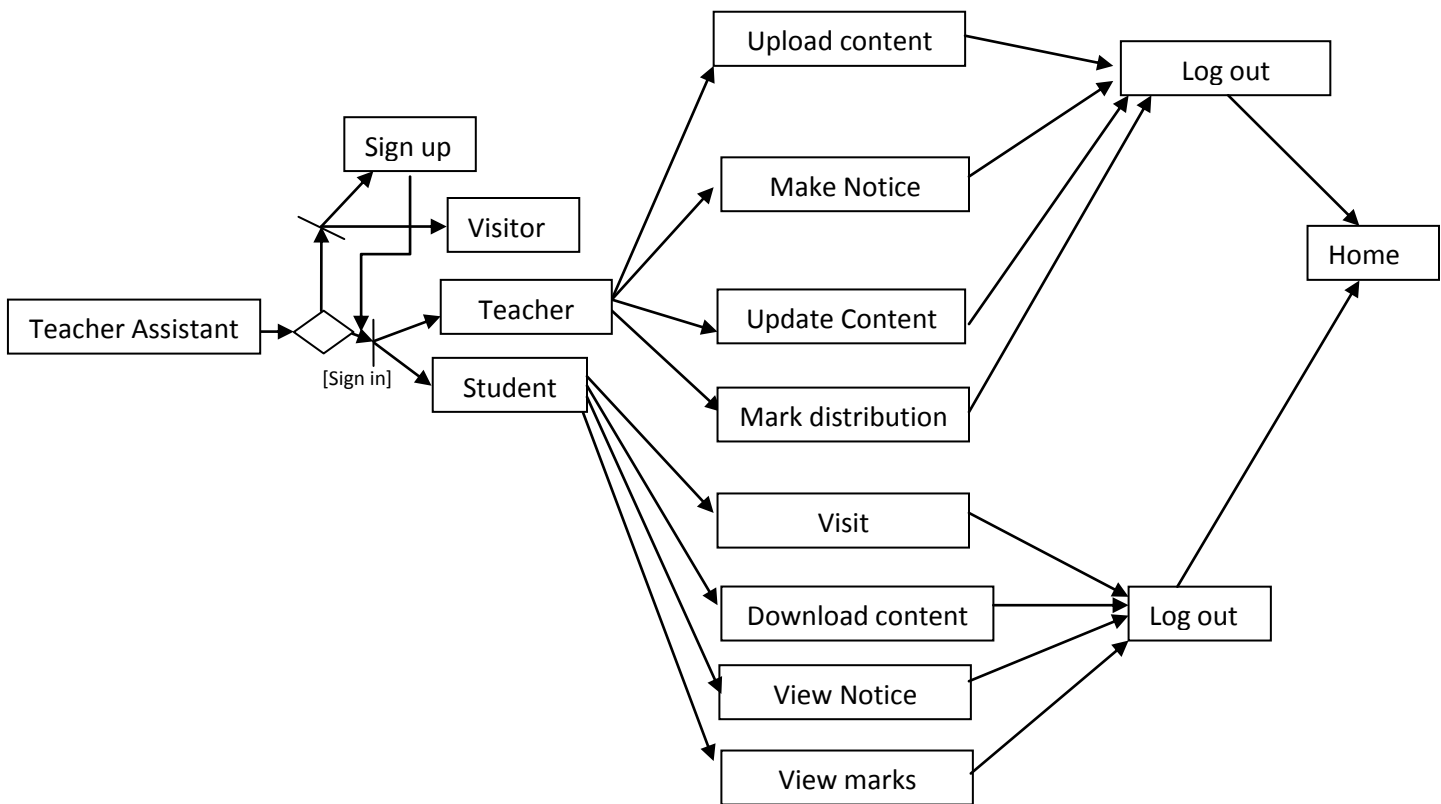 Upload content
Log out
Sign up
Make Notice
Visitor
Home
Teacher
Teacher Assistant
Update Content
[Sign in]
Student
Mark distribution
Visit
Download content
Log out
View Notice
View marks